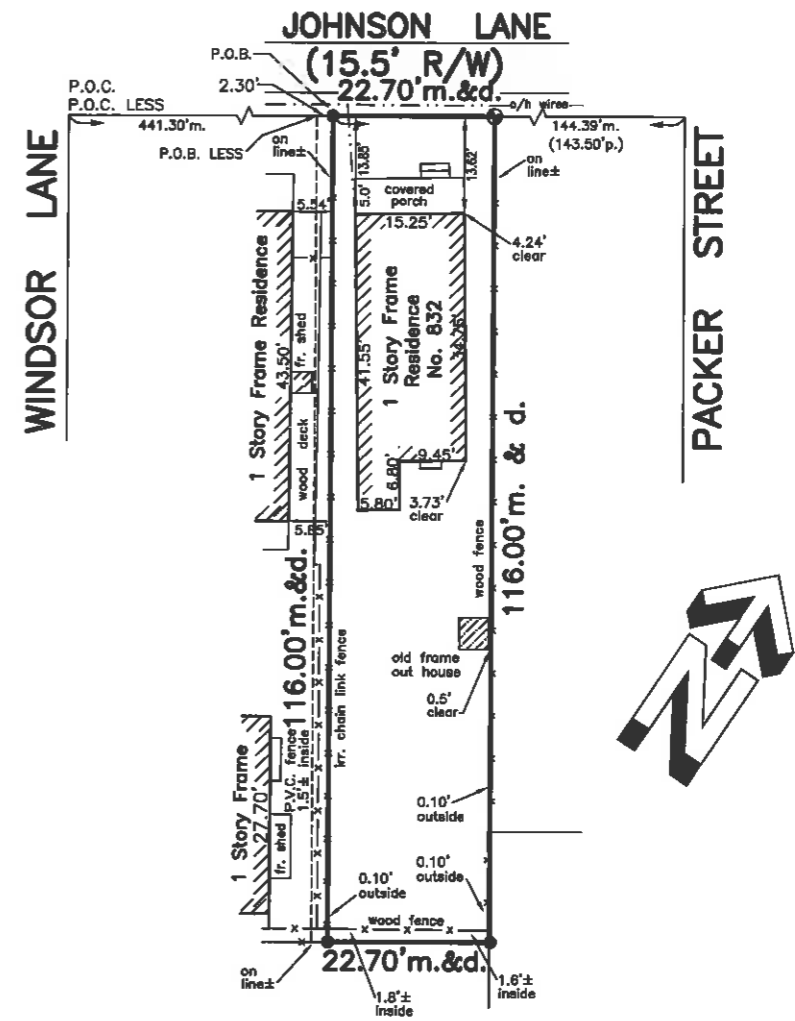 JOHNSON LANE
(15.5' R/W)
P.O.B.
22.70'm.&d.
2.30'
P.O.C.
P.O.C. LESS
o/h wires
441.30'm.
144.39'm.
(143.50'p.)
P.O.B. LESS
on
line±
on
line±
13.85'
13.62'
5.0'
covered
porch
5.54'
15.25'
4.24'
clear
WINDSOR LANE
PACKER STREET
1 Story Frame Residence
43.50'
fr. shed
wood deck
5.85'
41.55'
1 Story Frame
Residence
No. 832
9.45'
6.80'
5.80'
3.73'
clear
116.00'm. & d.
wood fence
116.00'm.&d.
irr. chain link fence
old frame
out house
0.5'
clear
P.V.C. fence
1.5'± inside
1 Story Frame
27.70'
fr. shed
0.10'
outside
0.10'
outside
0.10'
outside
wood fence
22.70'm.&d.
on
line±
1.8'±
inside
1.6'±
inside
N